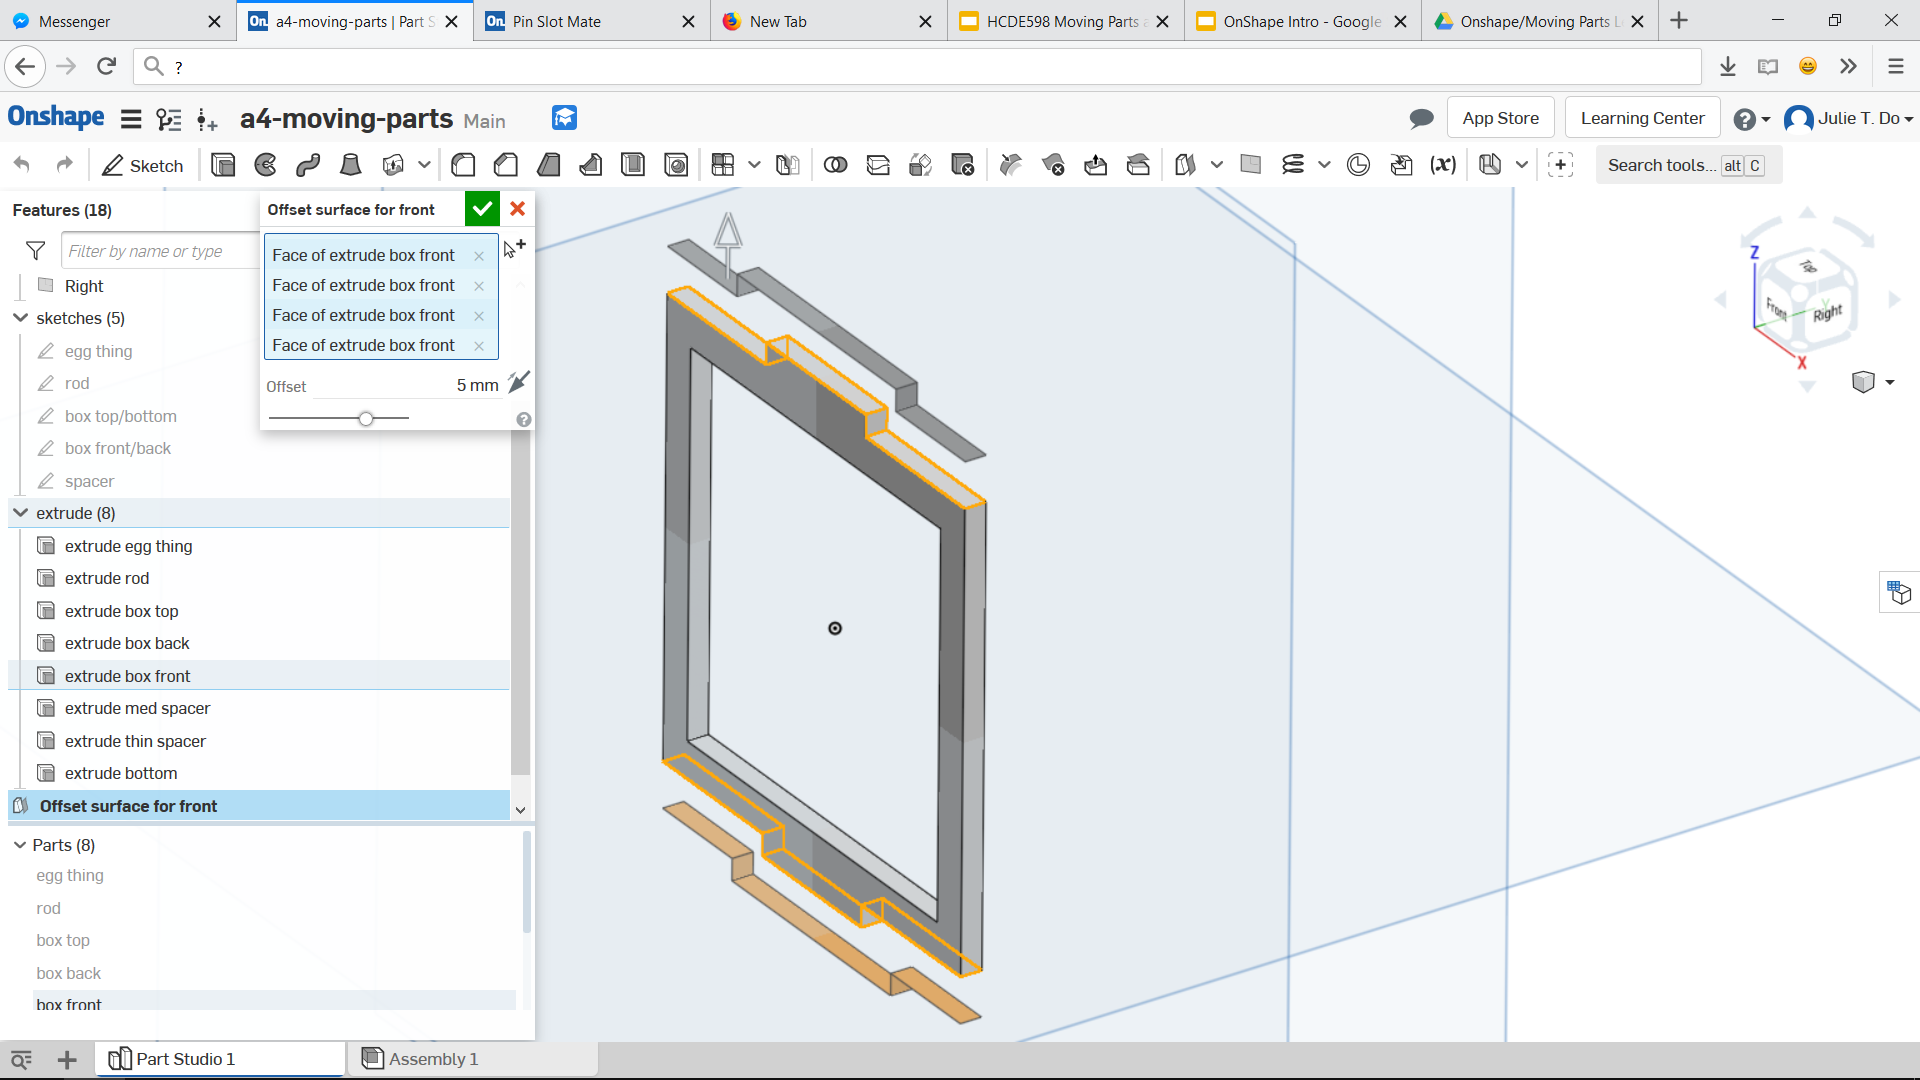 Messenger
a4-moving-parts | Part S
Pin Slot Mate
New Tab
HCDE598 Moving Parts a
OnShape Intro - Google
Onshape/Moving Parts L
?
Onshape
a4-moving-parts Main
App Store
Learning Center
Julie T. Do
Sketch
(x)
Search tools... alt C
Features (18)
Filter by name or type
Right
sketches (5)
egg thing
rod
box top/bottom
box front/back
spacer
extrude (8)
extrude egg thing
extrude rod
extrude box top
extrude box back
extrude box front
extrude med spacer
extrude thin spacer
extrude bottom
Offset surface for front
Parts (8)
egg thing
rod
box top
box back
box front
Offset surface for front
Face of extrude box front
Face of extrude box front
Face of extrude box front
Face of extrude box front
Offset 5 mm
Z
Top
Front
Right
Y
X
Part Studio 1
Assembly 1